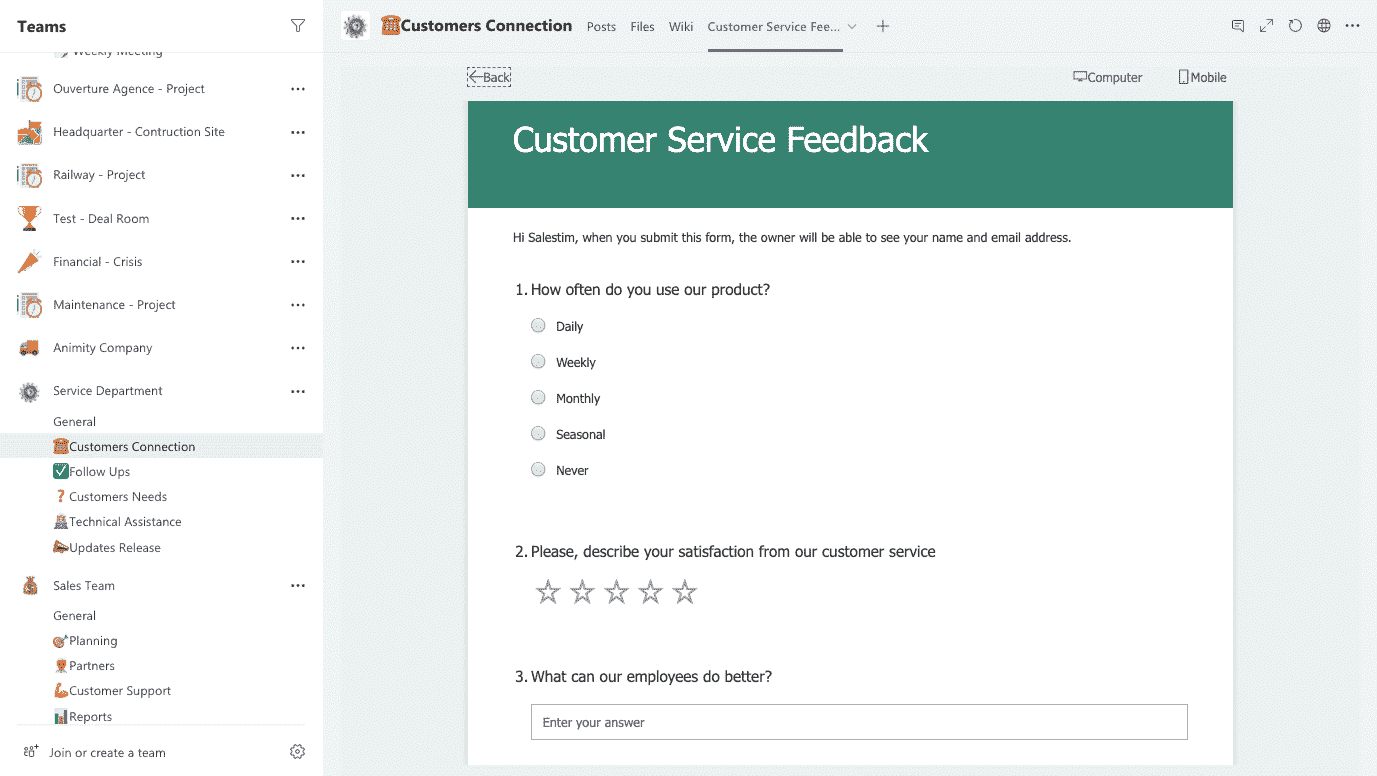 Teams
Weekly Meeting
Ouverture Agence - Project
Headquarter - Contruction Site
Railway - Project
Test - Deal Room
Financial - Crisis
Maintenance - Project
Animity Company
Service Department
General
Customers Connection
Follow Ups
Customers Needs
Technical Assistance
Updates Release
Sales Team
General
Planning
Partners
Customer Support
Reports
Join or create a team
Customers Connection Posts Files Wiki Customer Service Fee...
Back Computer Mobile
Customer Service Feedback
Hi Salestim, when you submit this form, the owner will be able to see your name and email address.
1. How often do you use our product?
Daily
Weekly
Monthly
Seasonal
Never
2. Please, describe your satisfaction from our customer service
3. What can our employees do better?
Enter your answer